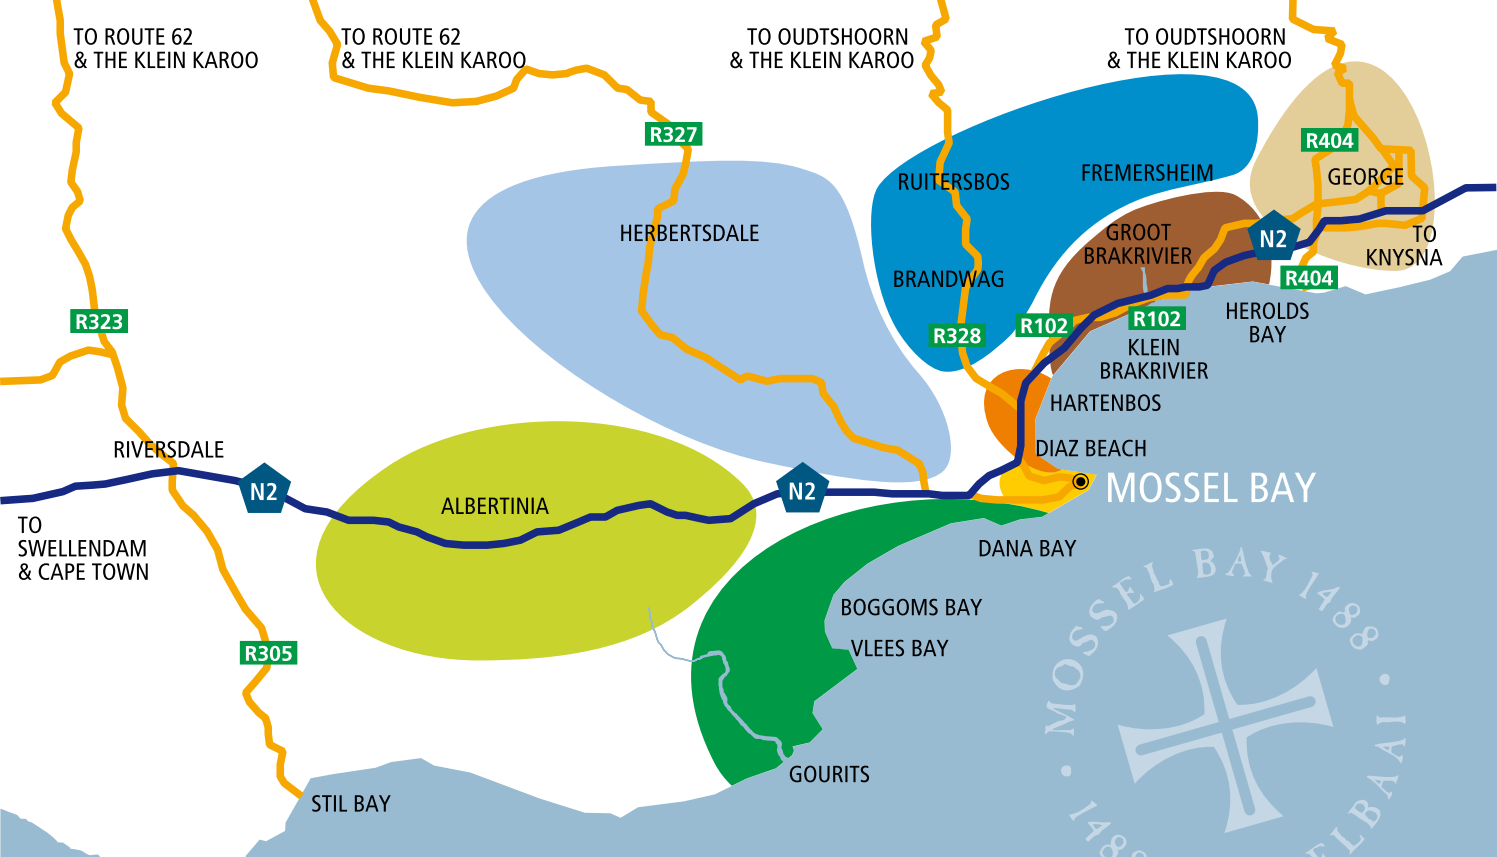 TO ROUTE 62
& THE KLEIN KAROO
TO ROUTE 62
& THE KLEIN KAROO
TO OUDTSHOORN
& THE KLEIN KAROO
TO OUDTSHOORN
& THE KLEIN KAROO
R327
R404
RUITERSBOS
FREMERSHEIM
GEORGE
HERBERTSDALE
GROOT
BRAKRIVIER
N2
TO
KNYSNA
BRANDWAG
R404
R323
R328
R102
R102
HEROLDS
BAY
KLEIN
BRAKRIVIER
HARTENBOS
RIVERSDALE
DIAZ BEACH
N2
N2
MOSSEL BAY
ALBERTINIA
TO
SWELLENDAM
& CAPE TOWN
DANA BAY
BOGGOMS BAY
VLEES BAY
R305
GOURITS
STIL BAY
MOSSEL BAY 1488
1488
ELBAAI